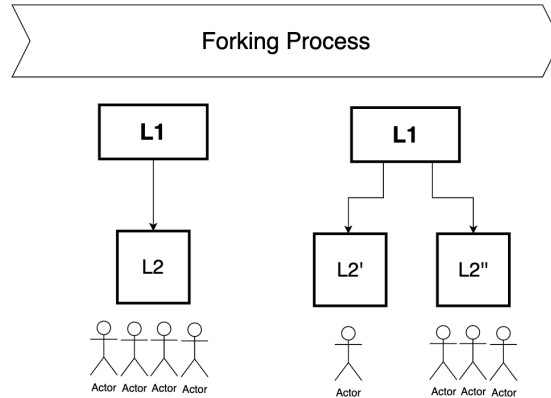 Forking Process
L1
L1
L2
L2'
L2"
Actor Actor Actor Actor
Actor
Actor Actor Actor